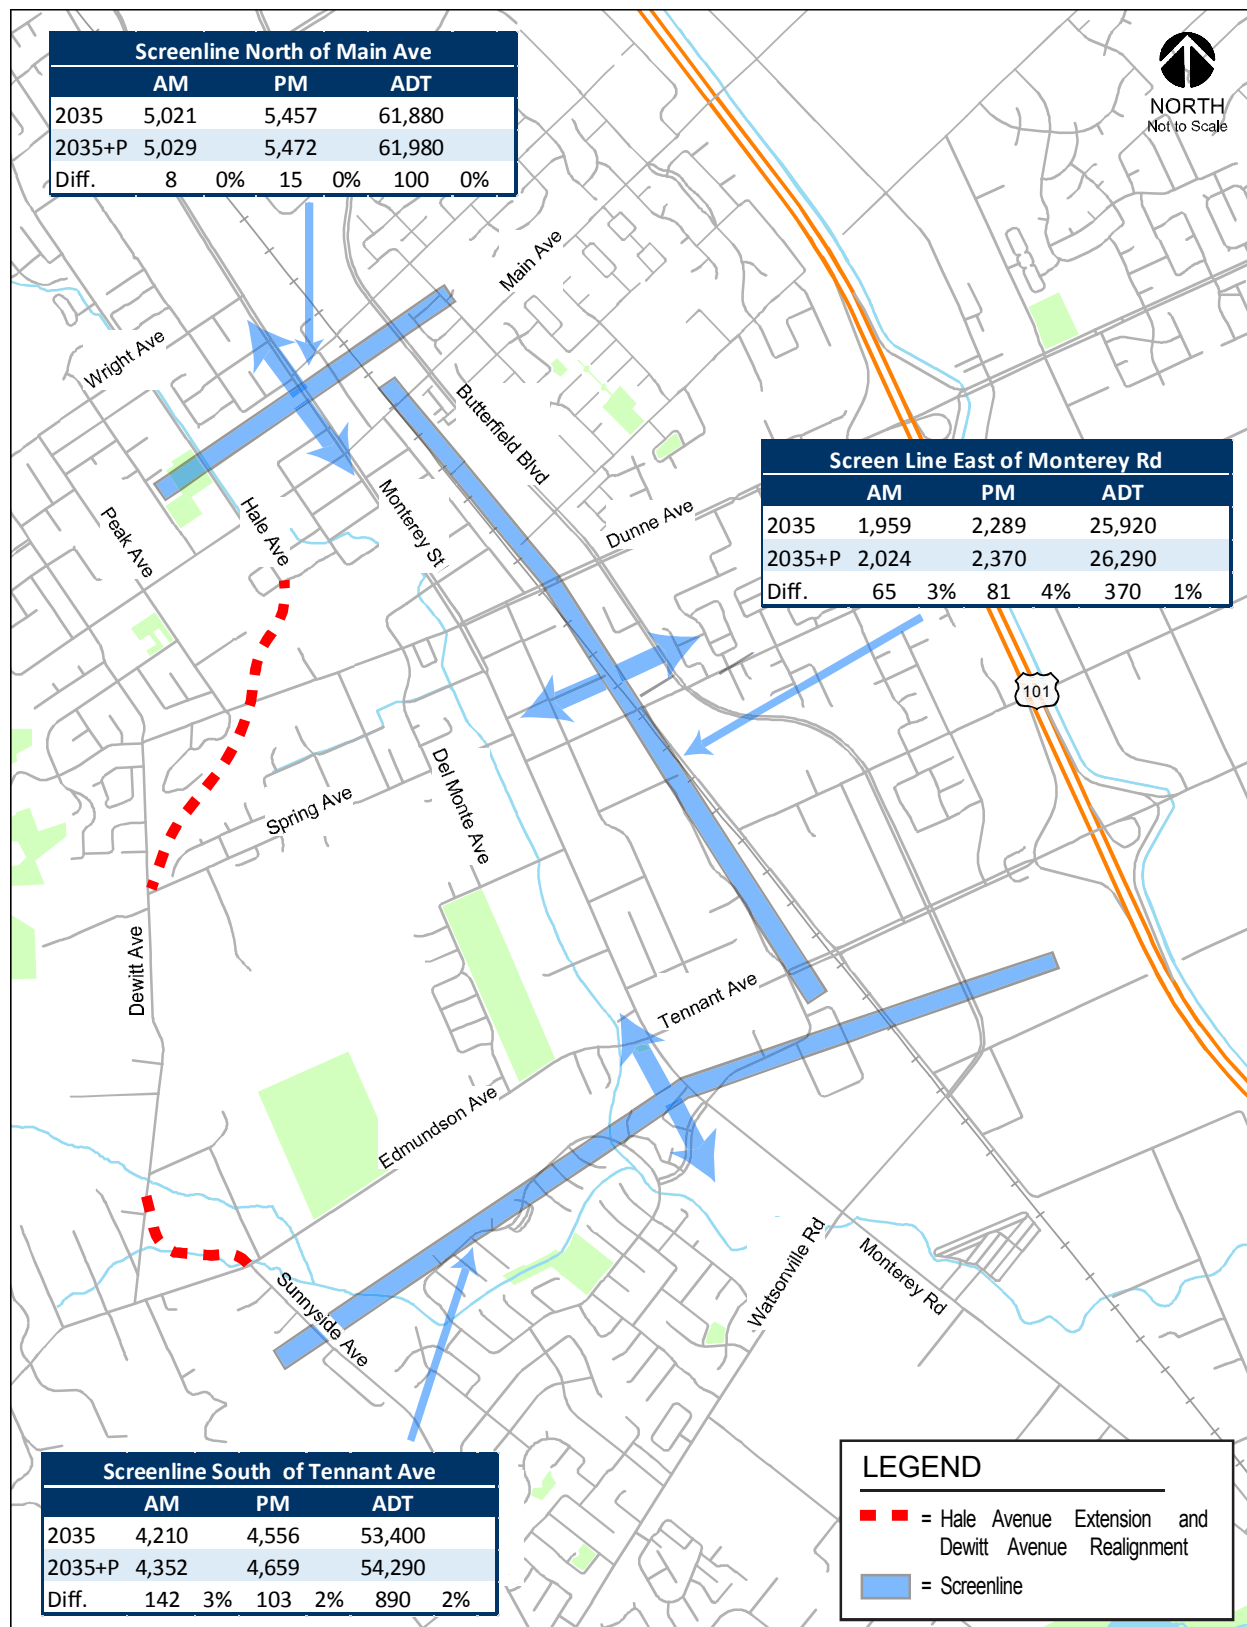 Screenline North of Main Ave
AM PM ADT
2035 5,021 5,457 61,880
2035+P 5,029 5,472 61,980
Diff. 8 0% 15 0% 100 0%
NORTH
Not to Scale
Main Ave
Wright Ave
Butterfield Blvd
Screen Line East of Monterey Rd
AM PM ADT
2035 1,959 2,289 25,920
2035+P 2,024 2,370 26,290
Diff. 65 3% 81 4% 370 1%
Peak Ave
Hale Ave
Monterey St
Dunne Ave
101
Spring Ave
Del Monte Ave
Dewitt Ave
Tennant Ave
Edmundson Ave
Sunnyside Ave
Watsonville Rd
Monterey Rd
Screenline South of Tennant Ave
AM PM ADT
2035 4,210 4,556 53,400
2035+P 4,352 4,659 54,290
Diff. 142 3% 103 2% 890 2%
LEGEND
= Hale Avenue Extension and
Dewitt Avenue Realignment
= Screenline